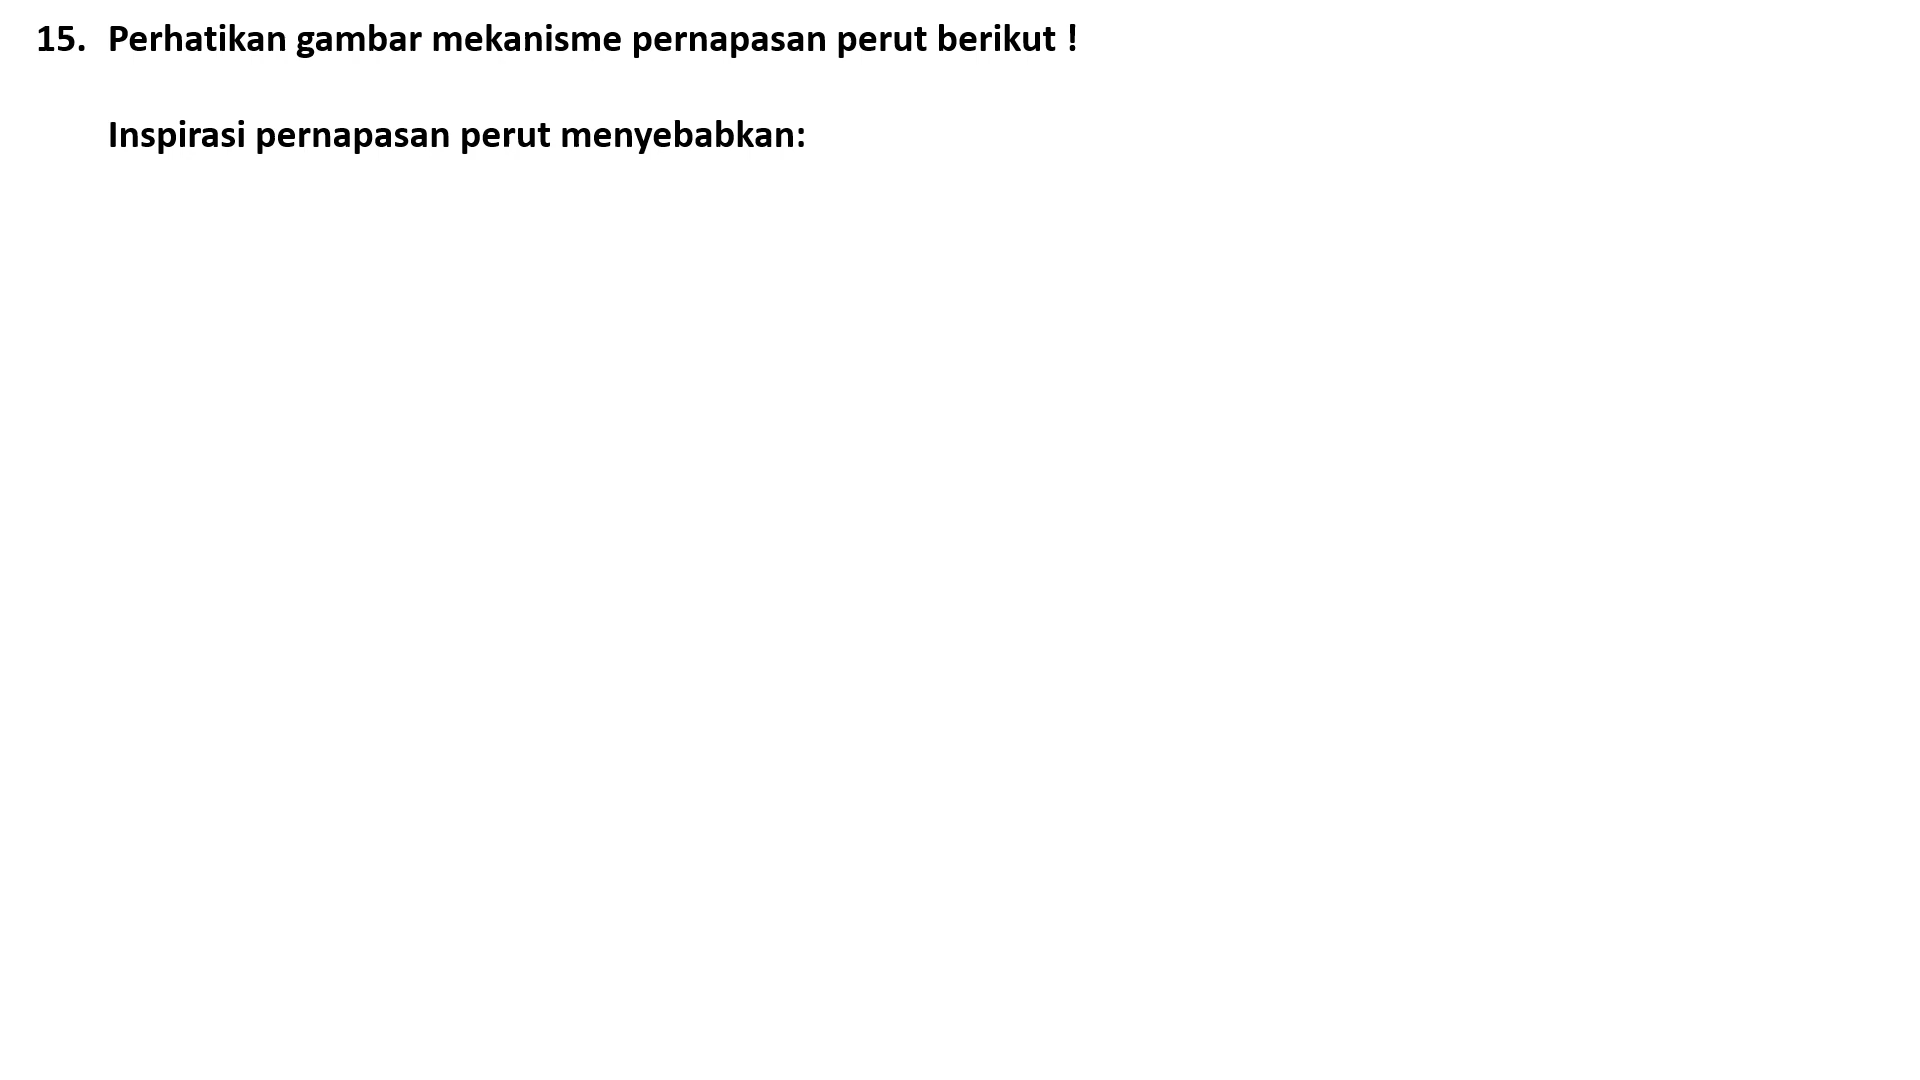 15. Perhatikan gambar mekanisme pernapasan perut berikut !
Inspirasi pernapasan perut menyebabkan: